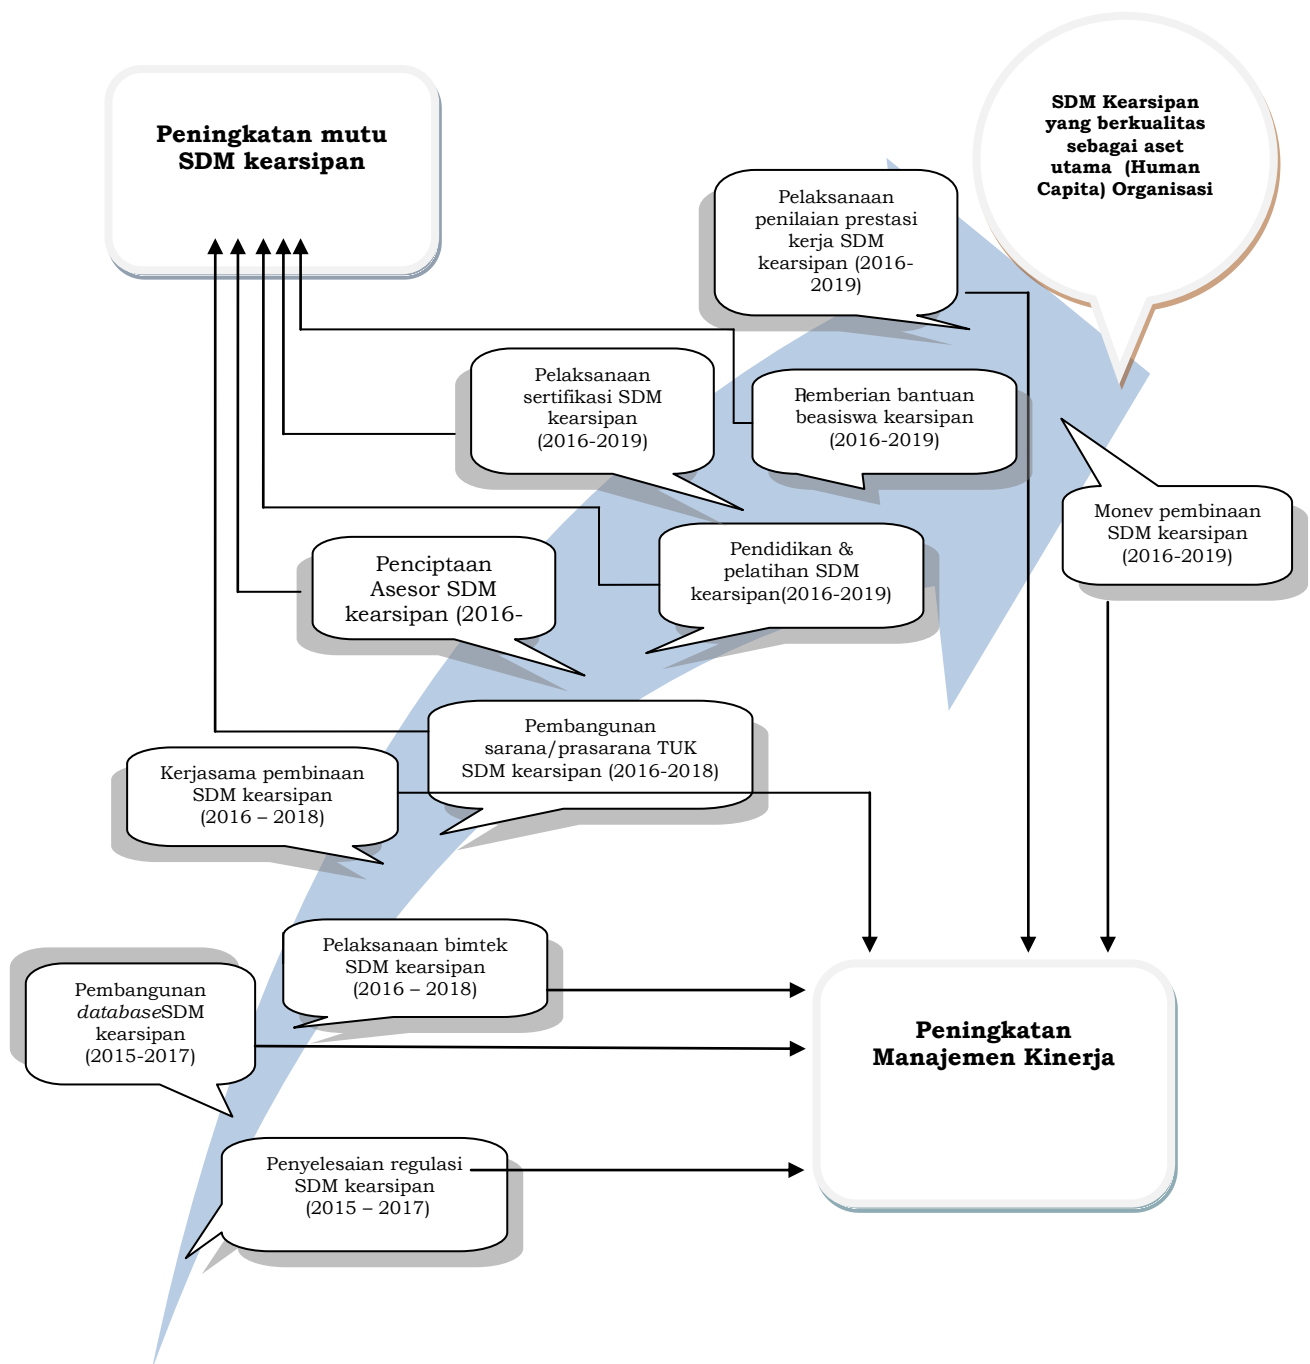 Peningkatan mutu
SDM kearsipan
SDM Kearsipan
yang berkualitas
sebagai aset
utama (Human
Capita) Organisasi
Pelaksanaan
penilaian prestasi
kerja SDM
kearsipan (2016-
2019)
Pelaksanaan
sertifikasi SDM
kearsipan
(2016-2019)
Pemberian bantuan
beasiswa kearsipan
(2016-2019)
Monev pembinaan
SDM kearsipan
(2016-2019)
Pendidikan &
pelatihan SDM
kearsipan(2016-2019)
Penciptaan
Asesor SDM
kearsipan (2016-
Pembangunan
sarana/prasarana TUK
SDM kearsipan (2016-2018)
Kerjasama pembinaan
SDM kearsipan
(2016 – 2018)
Pelaksanaan bimtek
SDM kearsipan
(2016 – 2018)
Pembangunan
databaseSDM
kearsipan
(2015-2017)
Peningkatan
Manajemen Kinerja
Penyelesaian regulasi
SDM kearsipan
(2015 – 2017)